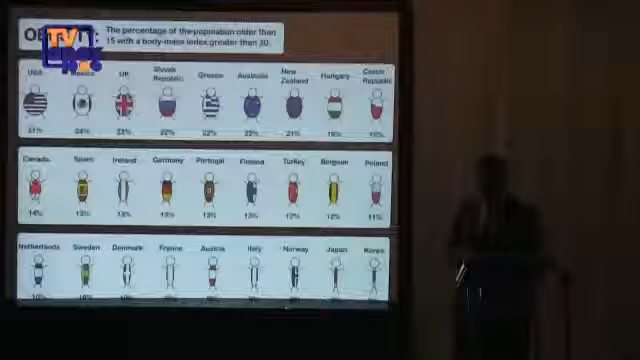 The percentage of the population older than
15 with a body-mass index greater than 30.
TV
USA Mexico UK Slovak Republic Greece Australia New Zealand Hungary Czech Republic
31% 24% 23% 22% 22% 22% 21% 19%
Canada Spain Ireland Germany Portugal Finland Turkey Belgium Poland
14% 13% 13% 13% 13% 13% 12% 12% 11%
Netherlands Sweden Denmark France Austria Italy Norway Japan Korea
10% 10%